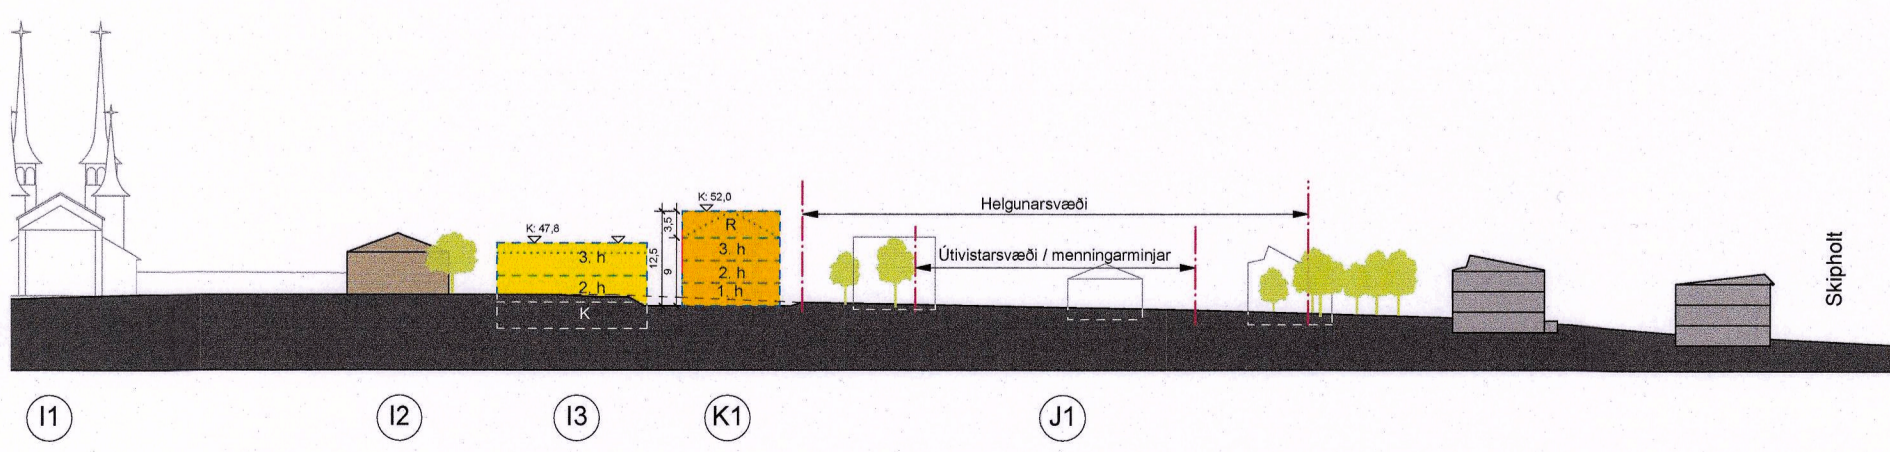 K: 52,0
K: 47,8
3,5
12,5
9
R
3. h
2. h
1. h
3. h
2. h
K
Helgunarsvæði
Útivistarsvæði / menningarminjar
Skipholt
I1
I2
I3
K1
J1